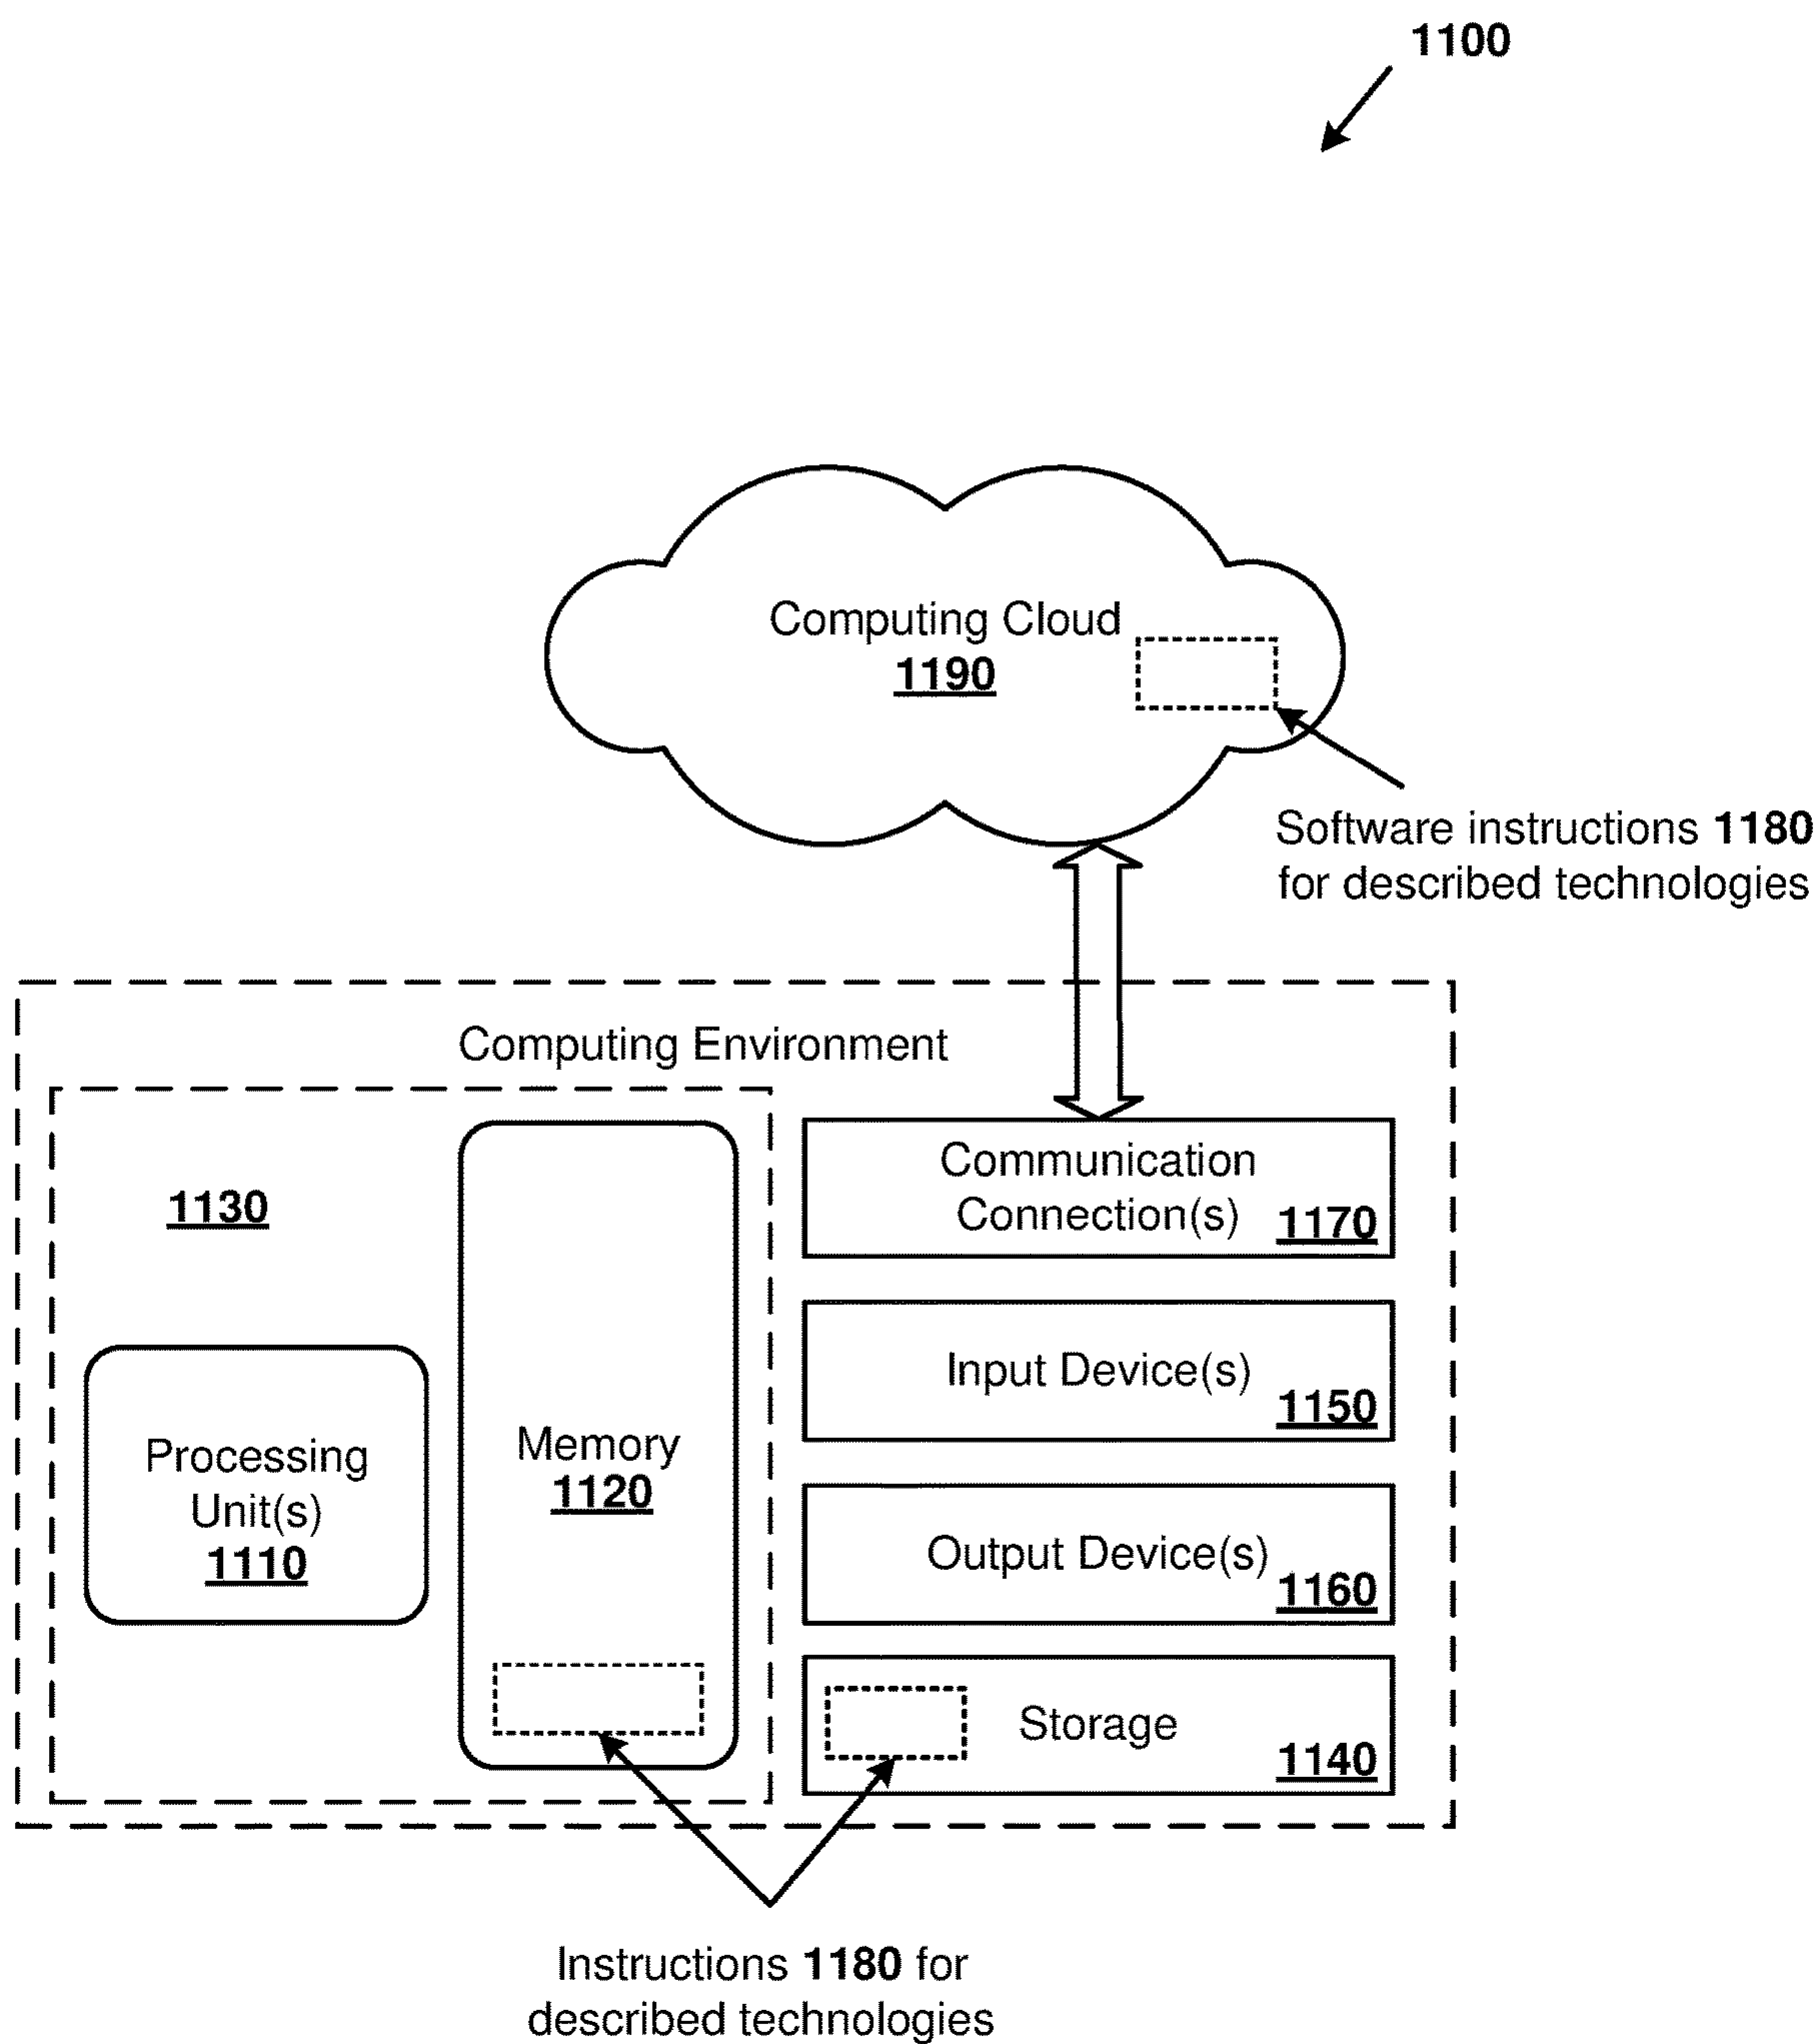 1100
Computing Cloud
1190
Software instructions 1180
for described technologies
Computing Environment
1130
Processing
Unit(s)
1110
Memory
1120
Communication
Connection(s)
1170
Input Device(s)
1150
Output Device(s)
1160
Storage
1140
Instructions 1180 for
described technologies